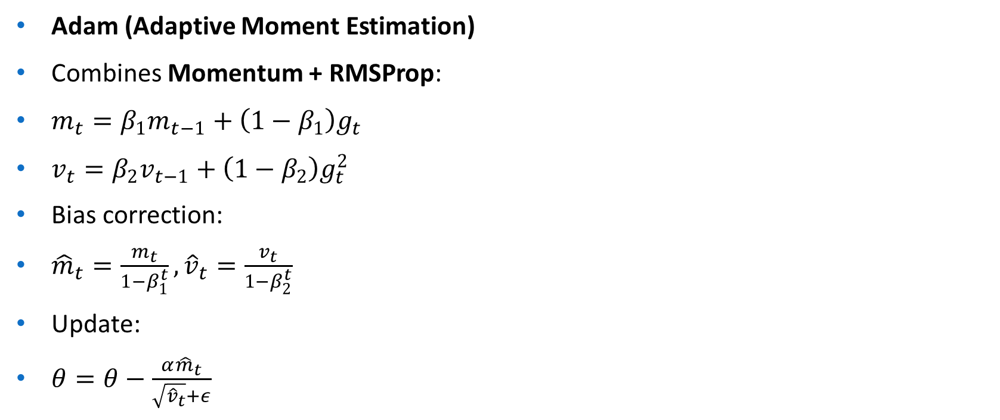 • Adam (Adaptive Moment Estimation)
• Combines Momentum + RMSProp:
• $m_t = \beta_1 m_{t-1} + (1 - \beta_1) g_t$
• $v_t = \beta_2 v_{t-1} + (1 - \beta_2) g_t^2$
• Bias correction:
• $\hat{m}_t = \frac{m_t}{1-\beta_1^t}, \hat{v}_t = \frac{v_t}{1-\beta_2^t}$
• Update:
• $\theta = \theta - \frac{\alpha \hat{m}_t}{\sqrt{\hat{v}_t}+\epsilon}$